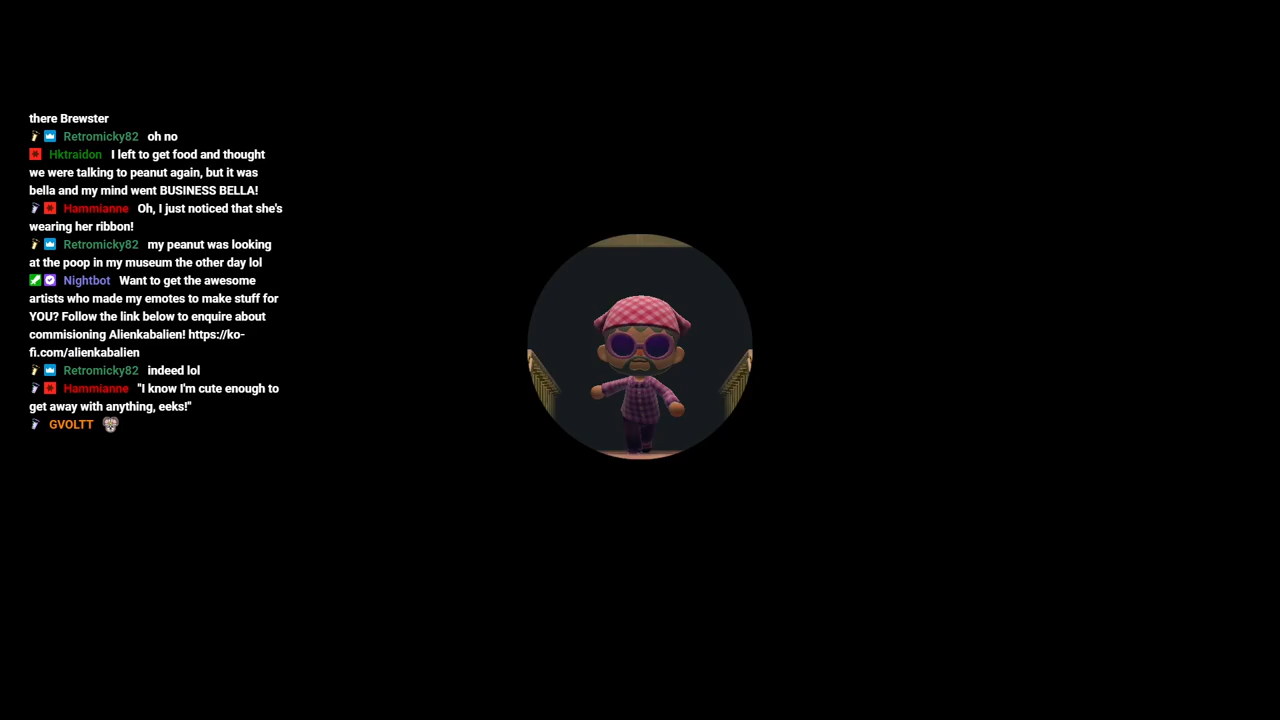 there Brewster
Retromicky82 oh no
Hktraidon I left to get food and thought
we were talking to peanut again, but it was
bella and my mind went BUSINESS BELLA!
Hammianne Oh, I just noticed that she's
wearing her ribbon!
Retromicky82 my peanut was looking
at the poop in my museum the other day lol
Nightbot Want to get the awesome
artists who made my emotes to make stuff for
YOU? Follow the link below to enquire about
commisioning Alienkabalien! https://ko-
fi.com/alienkabalien
Retromicky82 indeed lol
Hammianne "I know I'm cute enough to
get away with anything, eeks!"
GVOLTT